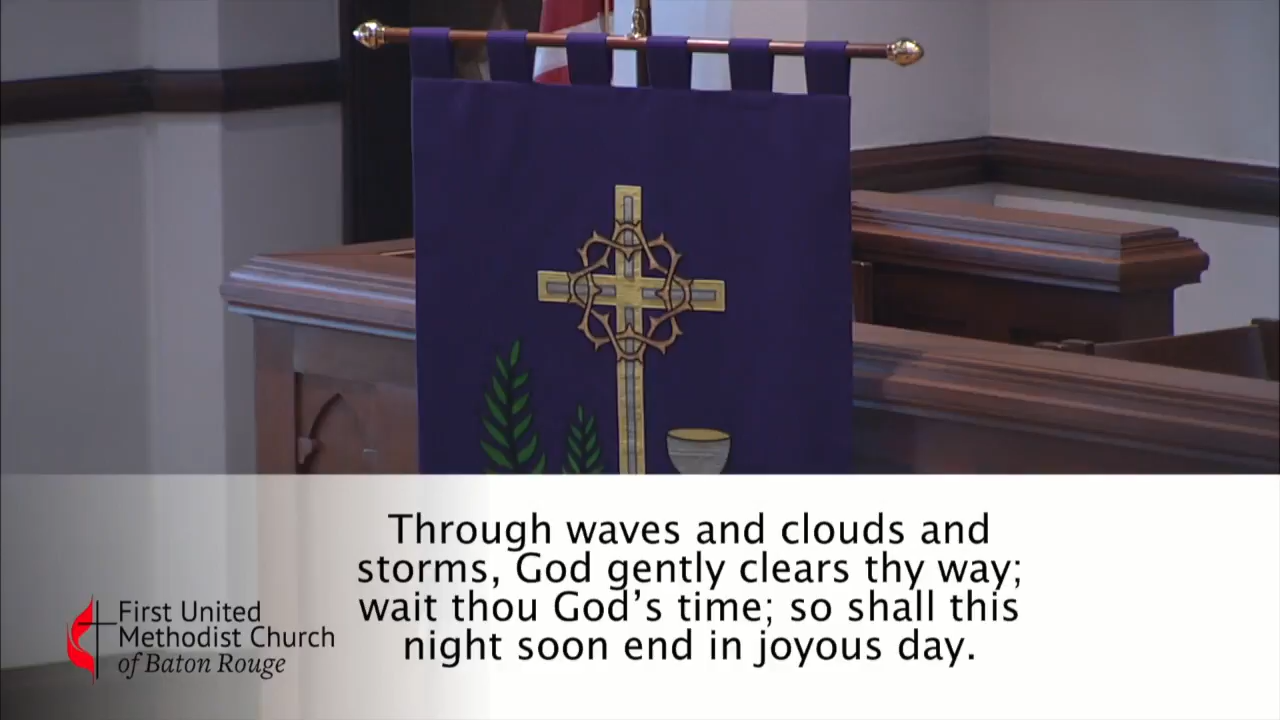 Through waves and clouds and
storms, God gently clears thy way;
wait thou God's time; so shall this
night soon end in joyous day.
First United
Methodist Church
of Baton Rouge